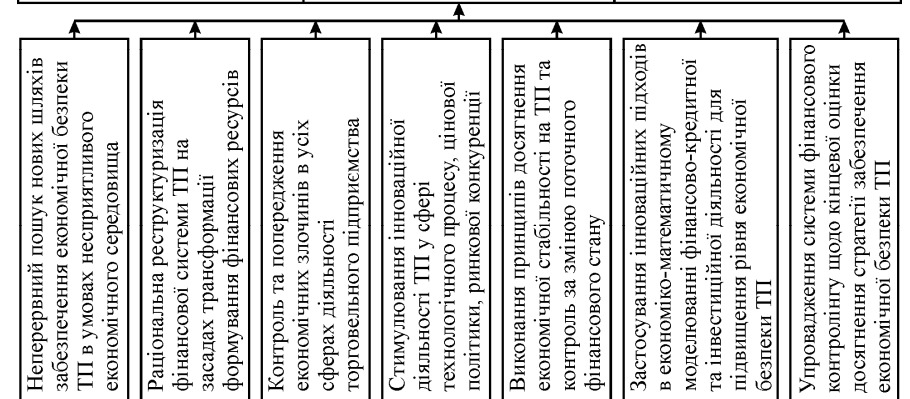 Неперервний пошук нових шляхів
забезпечення економічної безпеки
ТП в умовах несприятливого
економічного середовища
Раціональна реструктуризація
фінансової системи ТП на
засадах трансформації
формування фінансових ресурсів
Контроль та попередження
економічних злочинів в усіх
сферах діяльності
торговельного підприємства
Стимулювання інноваційної
діяльності ТП у сфері
технологічного процесу, цінової
політики, ринкової конкуренції
Виконання принципів досягнення
економічної стабільності на ТП та
контроль за зміною поточного
фінансового стану
Застосування інноваційних підходів
в економіко-математичному
моделюванні фінансово-кредитної
та інвестиційної діяльності для
підвищення рівня економічної
безпеки ТП
Упровадження системи фінансового
контролінгу щодо кінцевої оцінки
досягнення стратегії забезпечення
економічної безпеки ТП